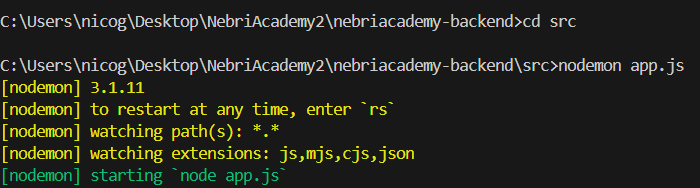 C:\Users\nicog\Desktop\NebriAcademy2\nebriacademy-backend>cd src
C:\Users\nicog\Desktop\NebriAcademy2\nebriacademy-backend\src>nodemon app.js
[nodemon] 3.1.11
[nodemon] to restart at any time, enter `rs`
[nodemon] watching path(s): *.*
[nodemon] watching extensions: js,mjs,cjs,json
[nodemon] starting `node app.js`